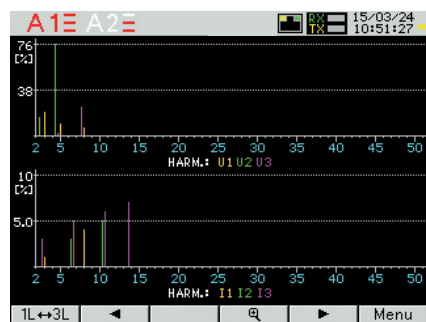 A1 A2 RX TX 15/03/24 10:51:27
76
[%]
38
2 5 10 15 20 25 30 35 40 45 50
HARM.: U1 U2 U3
10
[%]
5.0
2 5 10 15 20 25 30 35 40 45 50
HARM.: I1 I2 I3
1L↔3L ◄ ► Menu